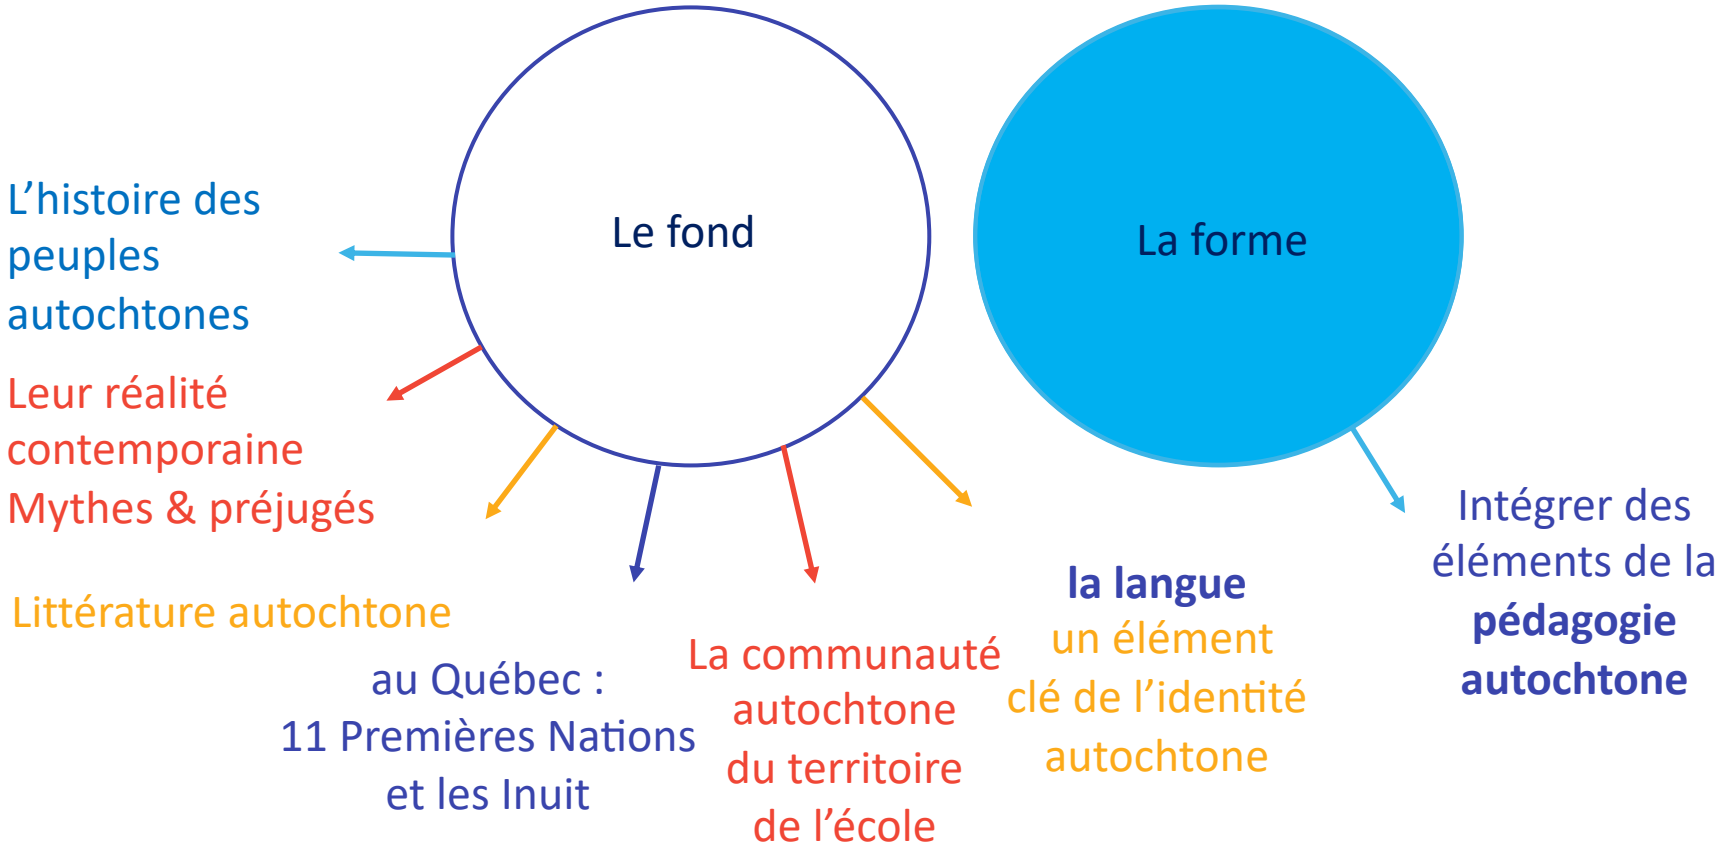 Le fond
La forme
L’histoire des
peuples
autochtones
Leur réalité
contemporaine
Mythes & préjugés
Littérature autochtone
au Québec :
11 Premières Nations
et les Inuit
La communauté
autochtone
du territoire
de l’école
la langue
un élément
clé de l’identité
autochtone
Intégrer des
éléments de la
pédagogie
autochtone